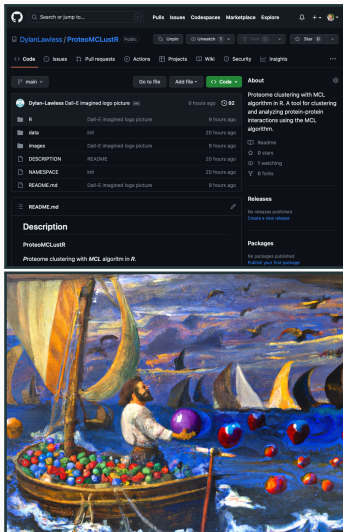 Search or jump to...
Pulls Issues Codespaces Marketplace Explore
DylanLawless / ProteoMCLustR Public
Unpin Unwatch 1 Fork 0 Star 0
Code Issues Pull requests Actions Projects Wiki Security Insights
main Go to file Add file Code
Dylan-Lawless Dall-E imagined logo picture 9 hours ago 92
R Dall-E imagined logo picture 9 hours ago
data init 20 hours ago
images Dall-E imagined logo picture 9 hours ago
DESCRIPTION README 20 hours ago
NAMESPACE init 20 hours ago
README.md Dall-E imagined logo picture 9 hours ago
README.md
Description
ProteoMCLustR
Proteome clustering with MCL algoritm in R.
About
Proteome clustering with MCL
algorithm in R. A tool for clustering
and analyzing protein-protein
interactions using the MCL
algorithm.
Readme
0 stars
1 watching
0 forks
Releases
No releases published
Create a new release
Packages
No packages published
Publish your first package